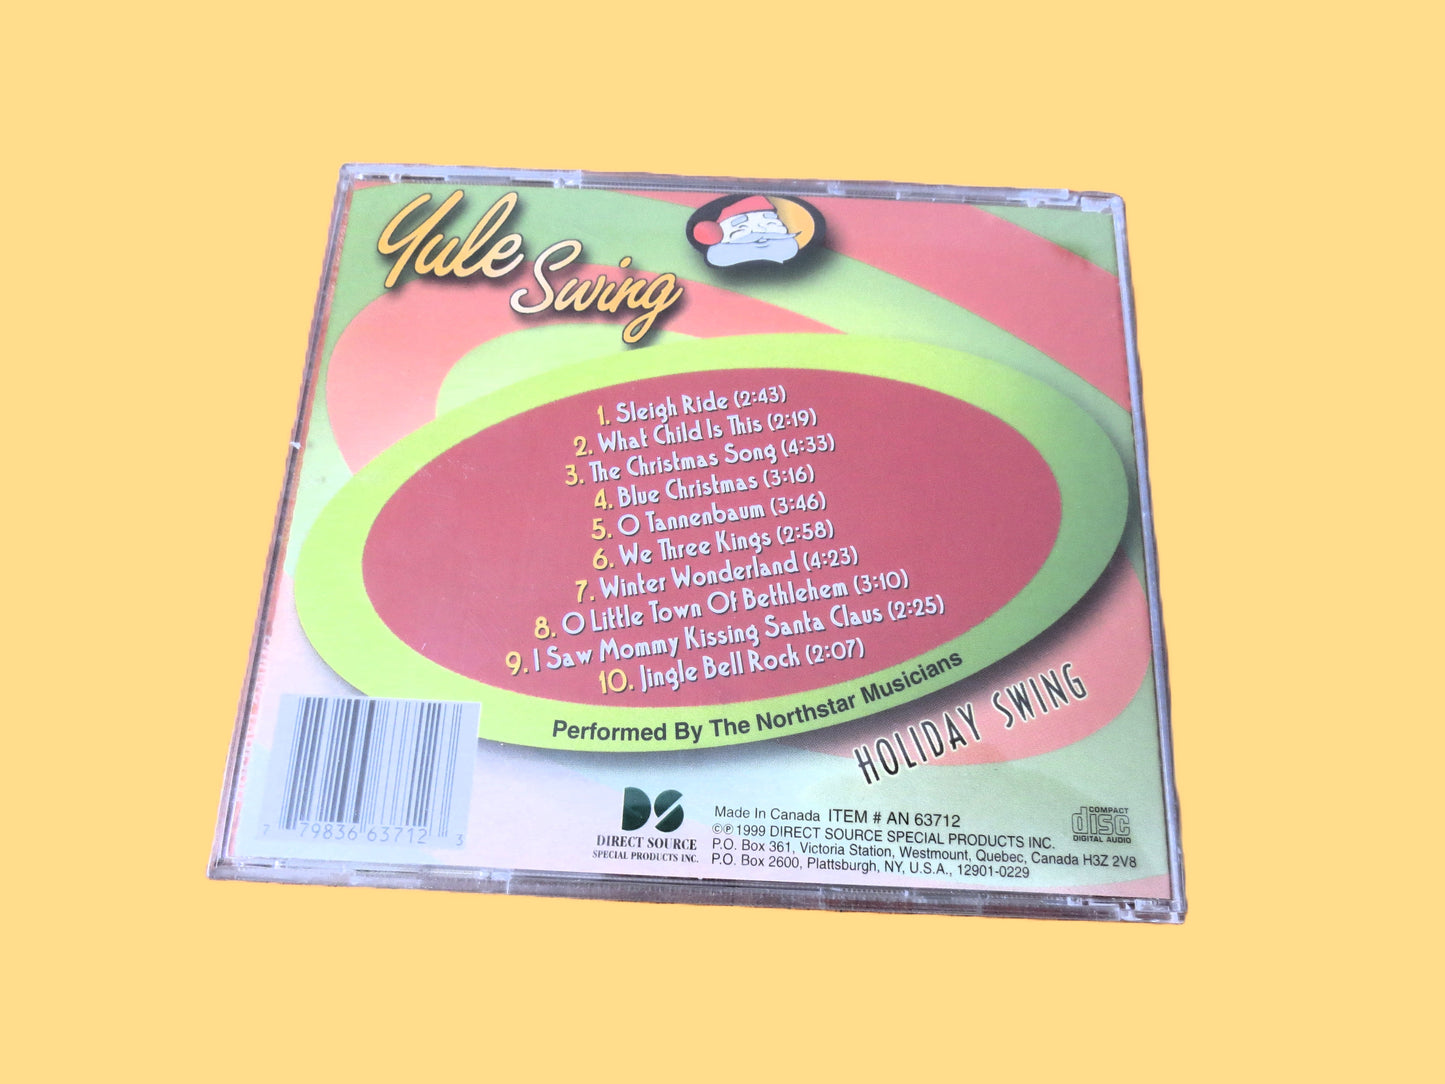 Yule Swing
1. Sleigh Ride (2:43)
2. What Child Is This (2:19)
3. The Christmas Song (4:33)
4. Blue Christmas (3:16)
5. O Tannenbaum (3:46)
6. We Three Kings (2:58)
7. Winter Wonderland (4:23)
8. O Little Town Of Bethlehem (3:10)
9. I Saw Mommy Kissing Santa Claus (2:25)
10. Jingle Bell Rock (2:07)
Performed By The Northstar Musicians
HOLIDAY SWING
7 79836 63712 3
DS
DIRECT SOURCE
SPECIAL PRODUCTS INC.
Made In Canada ITEM # AN 63712
©℗ 1999 DIRECT SOURCE SPECIAL PRODUCTS INC.
P.O. Box 361, Victoria Station, Westmount, Quebec, Canada H3Z 2V8
P.O. Box 2600, Plattsburgh, NY, U.S.A., 12901-0229
COMPACT
disc
DIGITAL AUDIO